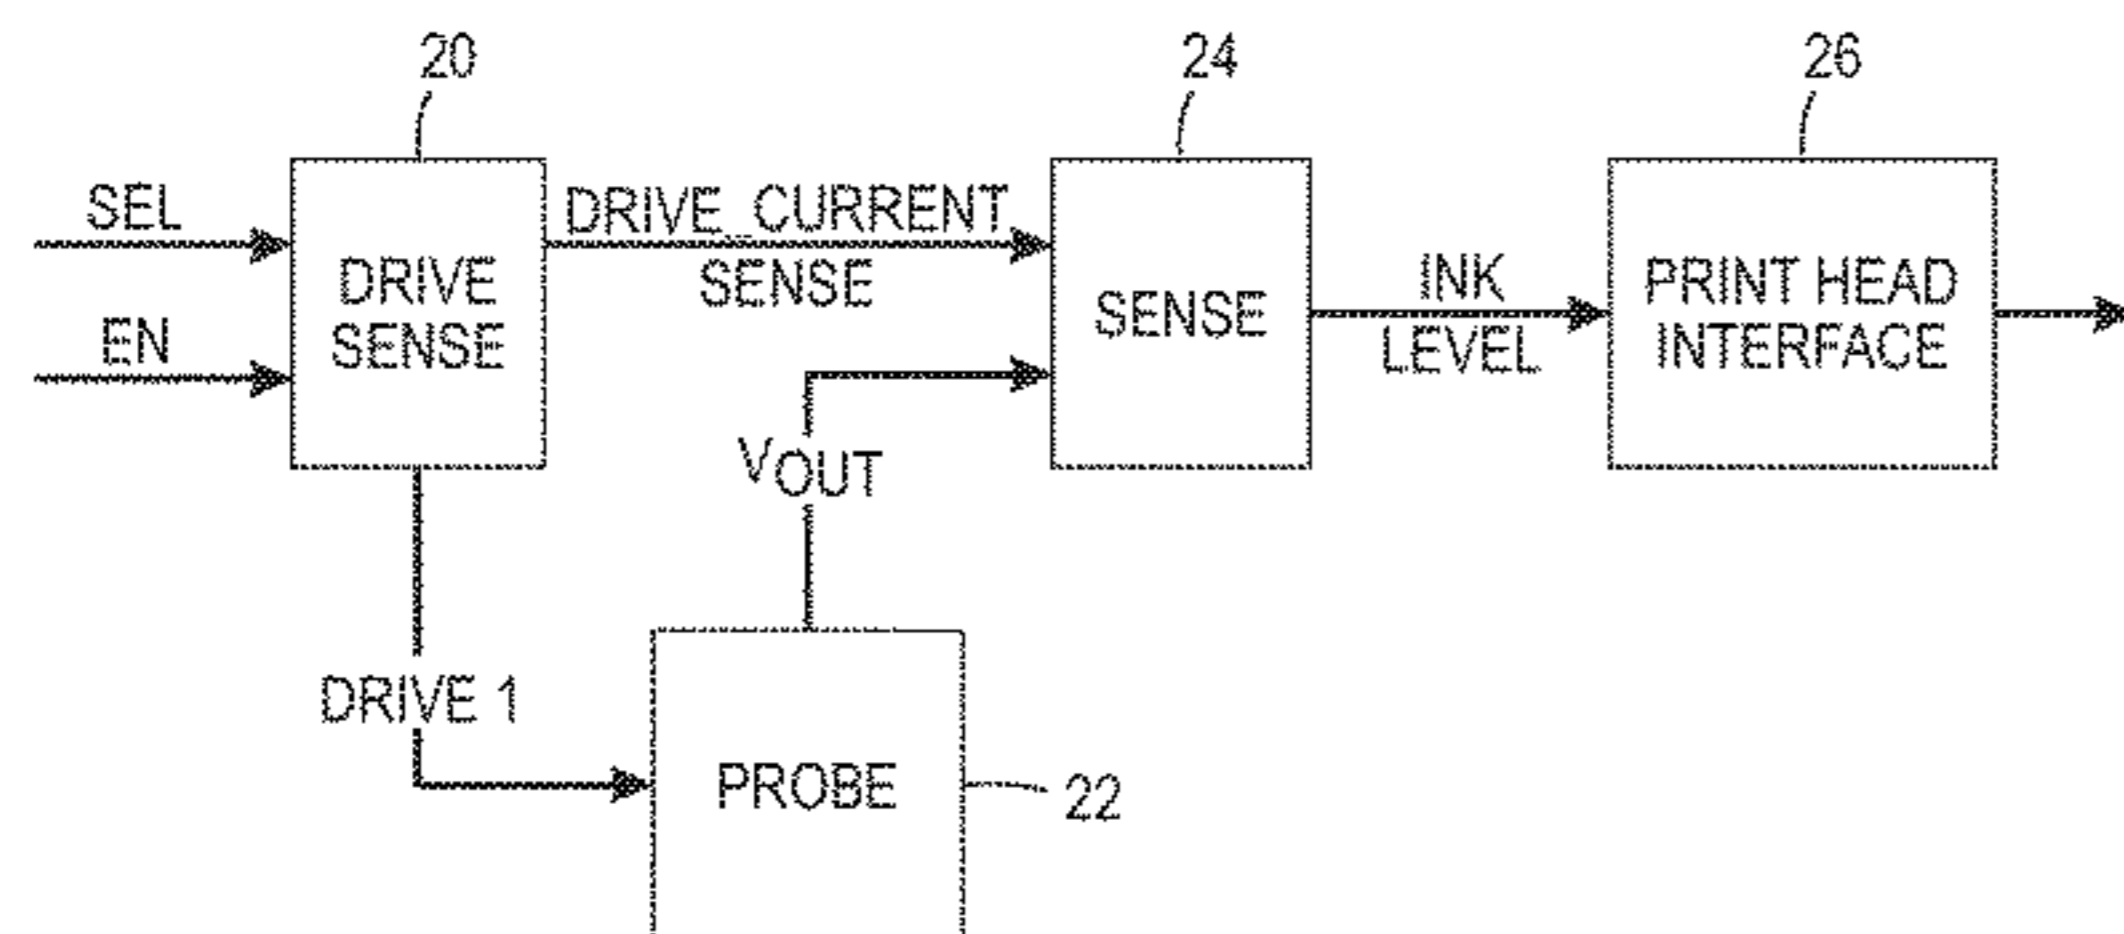 20
24
26
SEL
EN
DRIVE
SENSE
DRIVE_CURRENT
SENSE
SENSE
INK
LEVEL
PRINT HEAD
INTERFACE
VOUT
DRIVE 1
PROBE
22